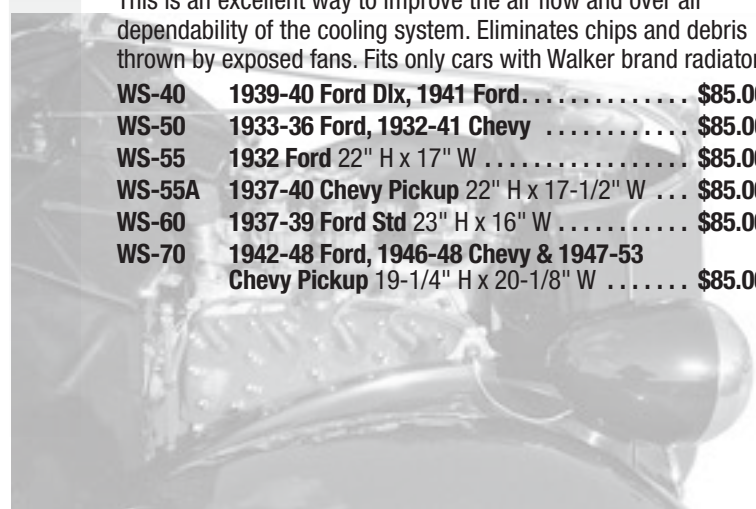 This is an excellent way to improve the air flow and over all
dependability of the cooling system. Eliminates chips and debris
thrown by exposed fans. Fits only cars with Walker brand
WS-40 1939-40 Ford Dlx, 1941 Ford. . . . . . . . . . . . . . $85.00
WS-50 1933-36 Ford, 1932-41 Chevy . . . . . . . . . . . . $85.00
WS-55 1932 Ford 22" H x 17" W . . . . . . . . . . . . . . . . . $85.00
WS-55A 1937-40 Chevy Pickup 22" H x 17-1/2" W . . . $85.00
WS-60 1937-39 Ford Std 23" H x 16" W . . . . . . . . . . . $85.00
WS-70 1942-48 Ford, 1946-48 Chevy & 1947-53
Chevy Pickup 19-1/4" H x 20-1/8" W . . . . . . . $85.00